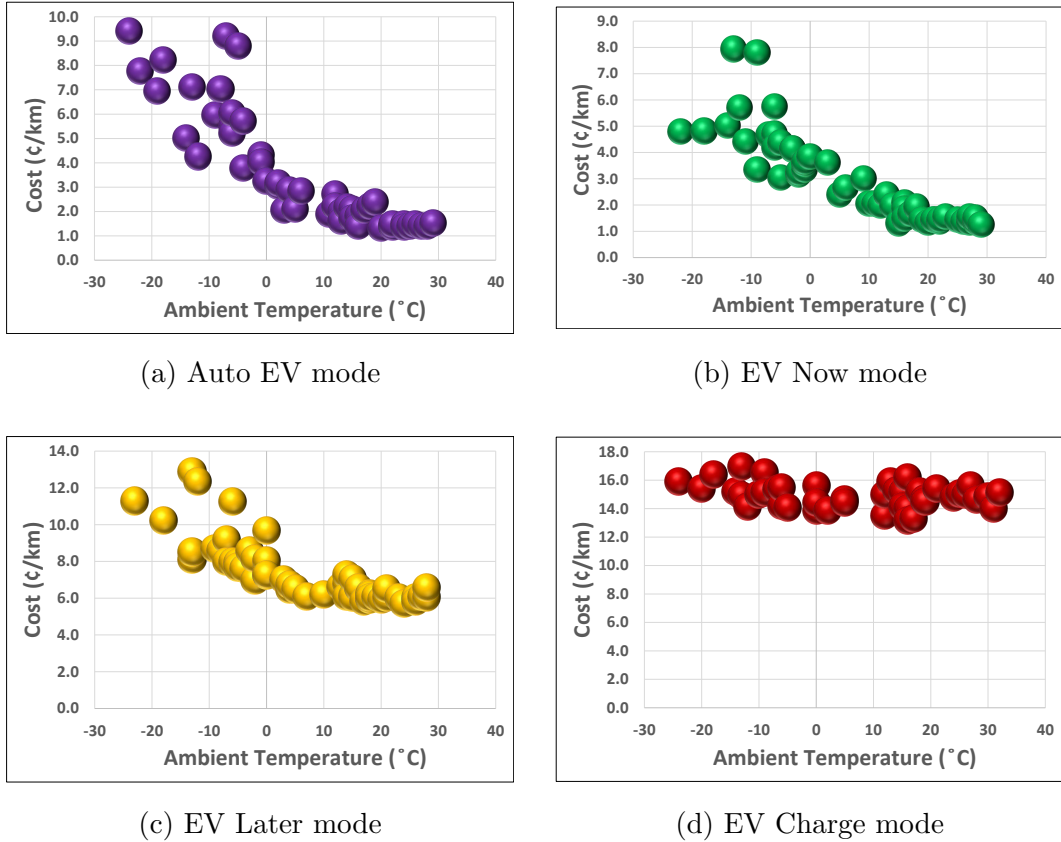 10.0
9.0
8.0
7.0
6.0
5.0
4.0
3.0
2.0
1.0
0.0
Cost (¢/km)
-30 -20 -10 0 10 20 30 40
Ambient Temperature (˚C)
(a) Auto EV mode
9.0
8.0
7.0
6.0
5.0
4.0
3.0
2.0
1.0
0.0
Cost (¢/km)
-30 -20 -10 0 10 20 30 40
Ambient Temperature (˚C)
(b) EV Now mode
14.0
12.0
10.0
8.0
6.0
4.0
2.0
0.0
Cost (¢/km)
-30 -20 -10 0 10 20 30 40
Ambient Temperature (˚C)
(c) EV Later mode
18.0
16.0
14.0
12.0
10.0
8.0
6.0
4.0
2.0
0.0
Cost (¢/km)
-30 -20 -10 0 10 20 30 40
Ambient Temperature (˚C)
(d) EV Charge mode